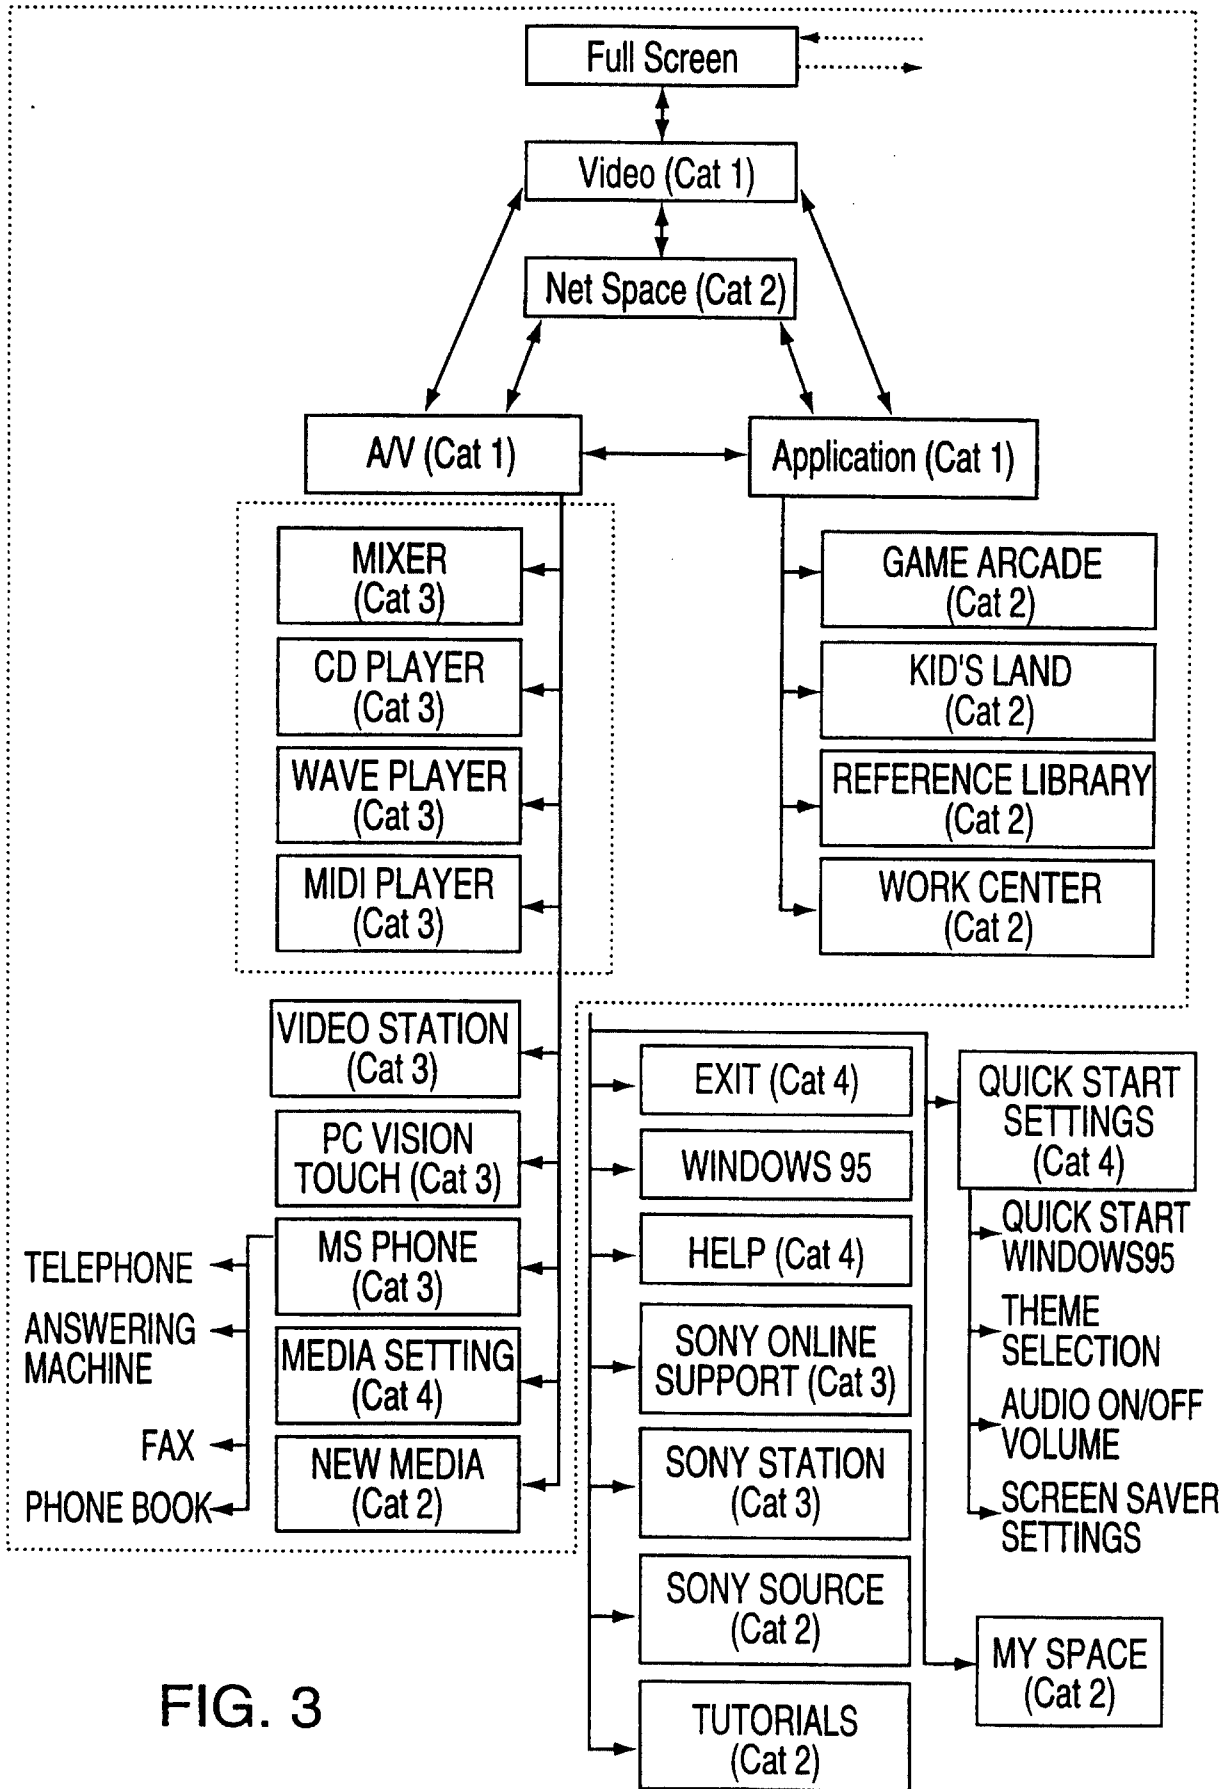 Full Screen
Video (Cat 1)
Net Space (Cat 2)
A/V (Cat 1)
Application (Cat 1)
MIXER
(Cat 3)
CD PLAYER
(Cat 3)
WAVE PLAYER
(Cat 3)
MIDI PLAYER
(Cat 3)
GAME ARCADE
(Cat 2)
KID'S LAND
(Cat 2)
REFERENCE LIBRARY
(Cat 2)
WORK CENTER
(Cat 2)
VIDEO STATION
(Cat 3)
PC VISION
TOUCH (Cat 3)
MS PHONE
(Cat 3)
MEDIA SETTING
(Cat 4)
NEW MEDIA
(Cat 2)
TELEPHONE
ANSWERING
MACHINE
FAX
PHONE BOOK
EXIT (Cat 4)
WINDOWS 95
HELP (Cat 4)
SONY ONLINE
SUPPORT (Cat 3)
SONY STATION
(Cat 3)
SONY SOURCE
(Cat 2)
TUTORIALS
(Cat 2)
QUICK START
SETTINGS
(Cat 4)
QUICK START
WINDOWS95
THEME
SELECTION
AUDIO ON/OFF
VOLUME
SCREEN SAVER
SETTINGS
MY SPACE
(Cat 2)
FIG. 3